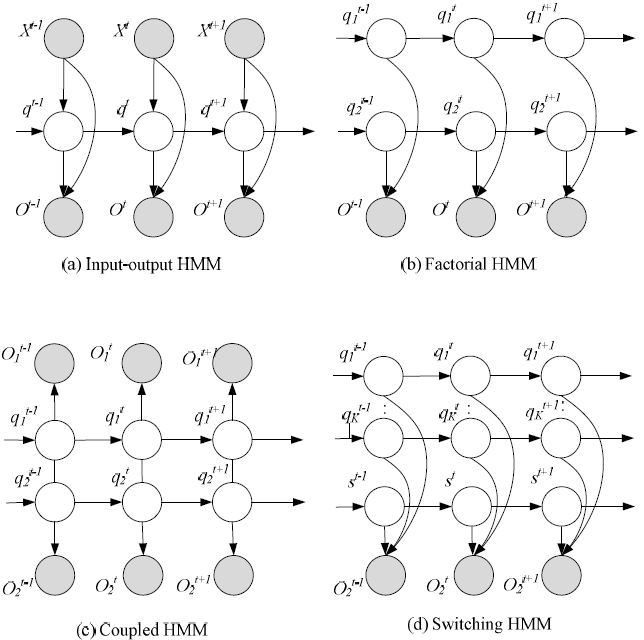 X^t-1 X^t X^t+1
q^t-1 q^t q^t+1
O^t-1 O^t O^t+1
(a) Input-output HMM
q_1^t-1 q_1^t q_1^t+1
q_2^t-1 q_2^t q_2^t+1
O^t-1 O^t O^t+1
(b) Factorial HMM
O_1^t-1 O_1^t O_1^t+1
q_1^t-1 q_1^t q_1^t+1
q_2^t-1 q_2^t q_2^t+1
O_2^t-1 O_2^t O_2^t+1
(c) Coupled HMM
q_1^t-1 q_1^t q_1^t+1
q_K^t-1 q_K^t q_K^t+1
s^t-1 s^t s^t+1
O_2^t-1 O_2^t O_2^t+1
(d) Switching HMM